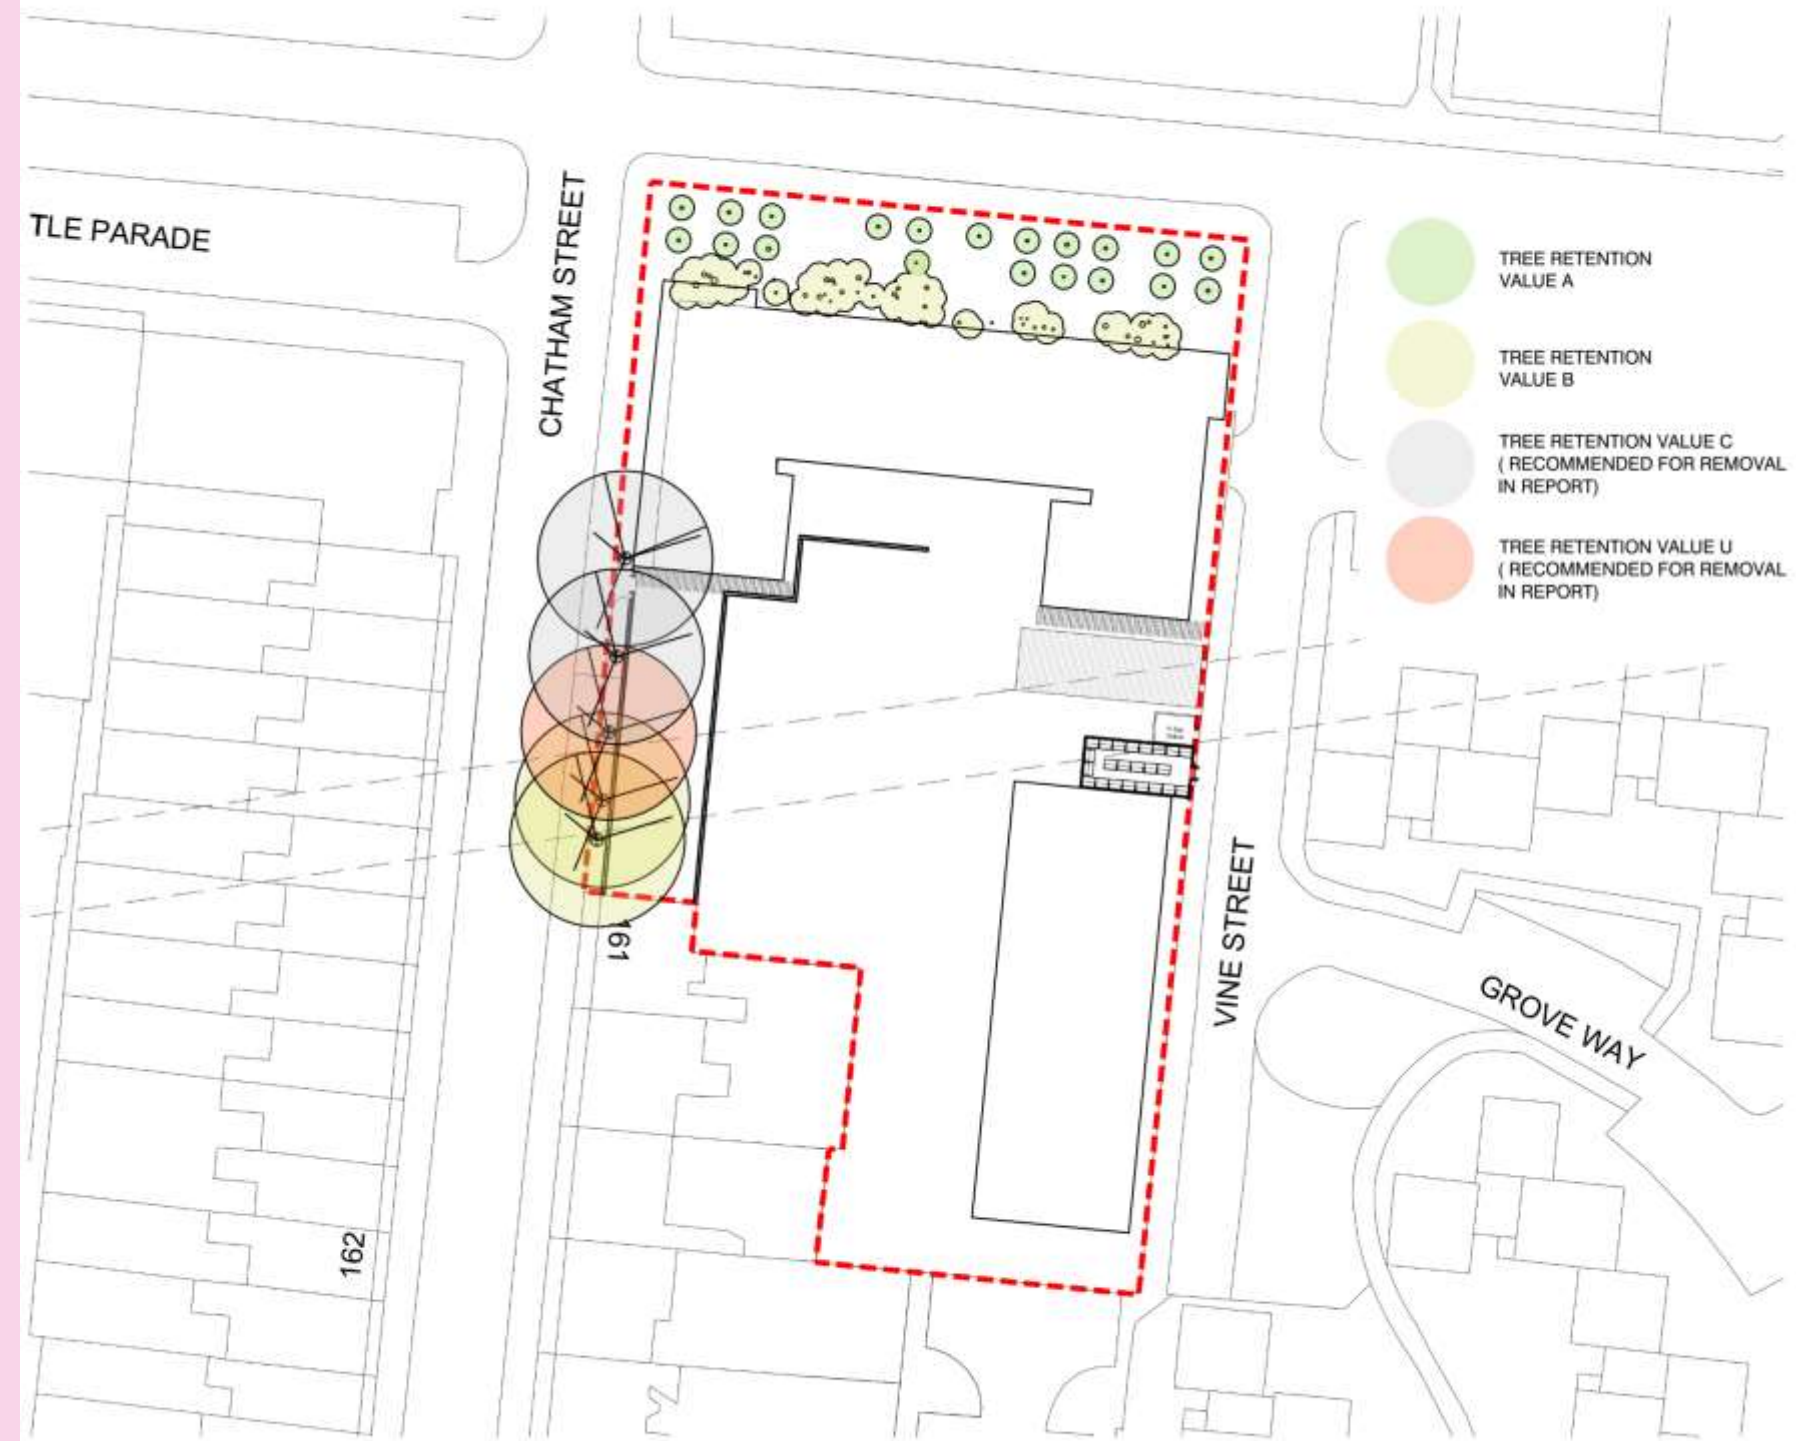 TLE PARADE
CHATHAM STREET
TREE RETENTION
VALUE A
TREE RETENTION
VALUE B
TREE RETENTION VALUE C
( RECOMMENDED FOR REMOVAL
IN REPORT)
TREE RETENTION VALUE U
( RECOMMENDED FOR REMOVAL
IN REPORT)
191
VINE STREET
GROVE WAY
162